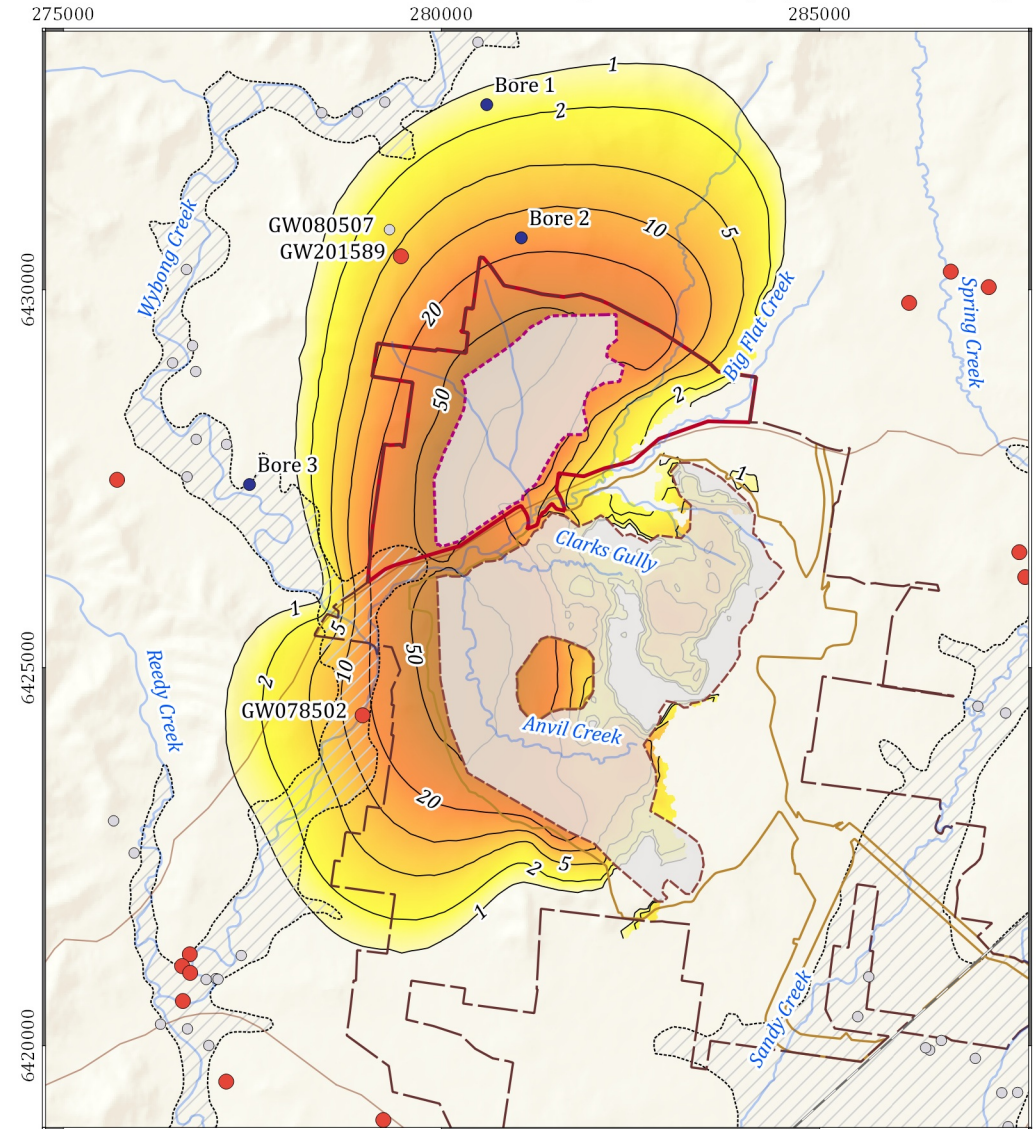 275000
280000
285000
1
Bore 1
2
Wybong Creek
GW080507
Bore 2
10
5
GW201589
6430000
20
Big Flat Creek
Spring Creek
50
2
Bore 3
1
Clarks Gully
1
5
50
6425000
Reedy Creek
2
10
GW078502
Anvil Creek
20
2
5
1
6420000
Sandy Creek